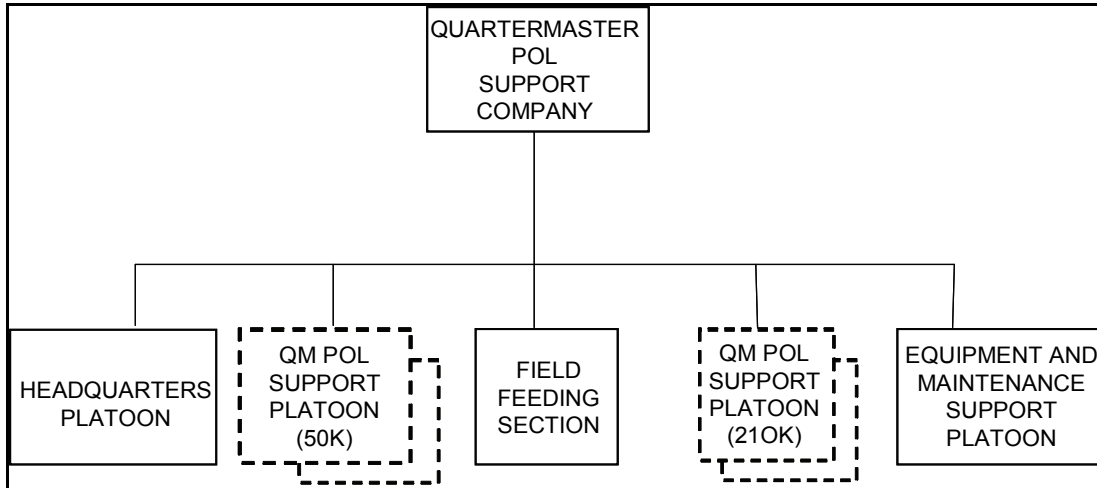 QUARTERMASTER
POL
SUPPORT
COMPANY
HEADQUARTERS
PLATOON
QM POL
SUPPORT
PLATOON
(50K)
FIELD
FEEDING
SECTION
QM POL
SUPPORT
PLATOON
(21OK)
EQUIPMENT AND
MAINTENANCE
SUPPORT
PLATOON